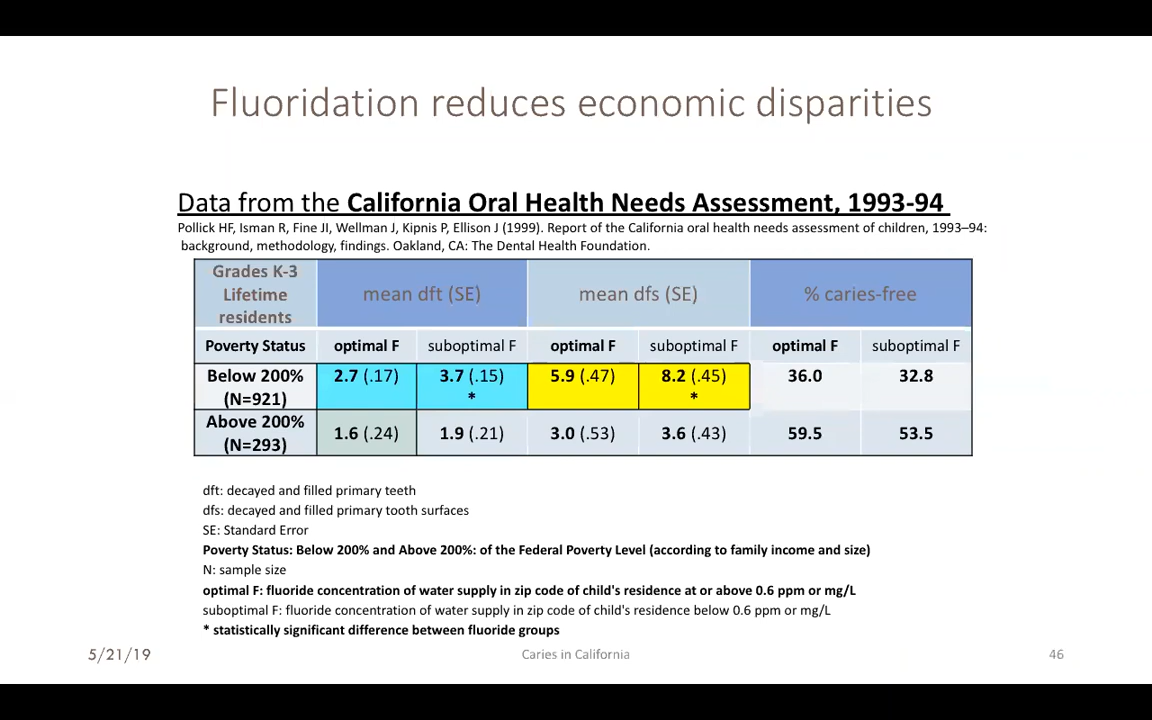 Fluoridation reduces economic disparities
Data from the California Oral Health Needs Assessment, 1993-94
Pollick HF, Isman R, Fine JI, Wellman J, Kipnis P, Ellison J (1999). Report of the California oral health needs assessment of children, 1993–94:
background, methodology, findings. Oakland, CA: The Dental Health Foundation.
Grades K-3
Lifetime
residents
mean dft (SE)
mean dfs (SE)
% caries-free
Poverty Status optimal F suboptimal F optimal F suboptimal F optimal F suboptimal F
Below 200% 2.7 (.17) 3.7 (.15) 5.9 (.47) 8.2 (.45) 36.0 32.8
(N=921) * *
Above 200%
(N=293)
1.6 (.24) 1.9 (.21) 3.0 (.53) 3.6 (.43) 59.5 53.5
dft: decayed and filled primary teeth
dfs: decayed and filled primary tooth surfaces
SE: Standard Error
Poverty Status: Below 200% and Above 200%: of the Federal Poverty Level (according to family income and size)
N: sample size
optimal F: fluoride concentration of water supply in zip code of child's residence at or above 0.6 ppm or mg/L
suboptimal F: fluoride concentration of water supply in zip code of child's residence below 0.6 ppm or mg/L
* statistically significant difference between fluoride groups
5/21/19 Caries in California 46